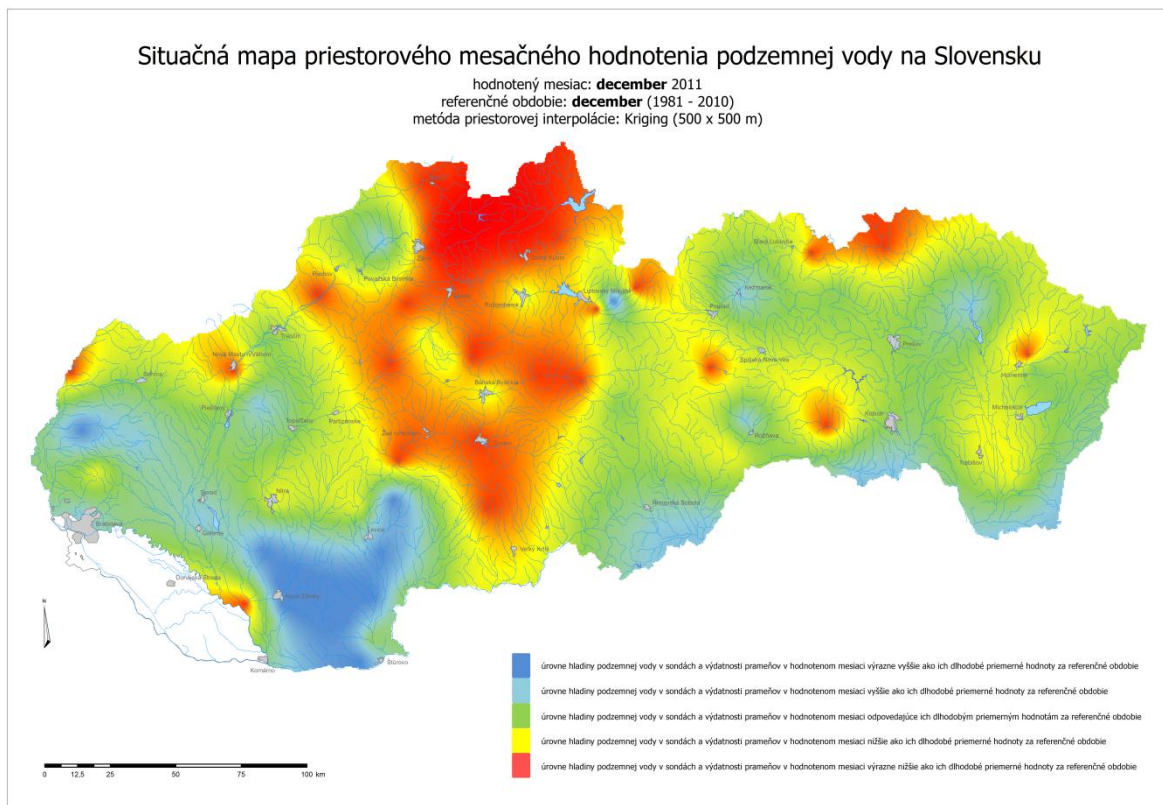 Situačná mapa priestorového mesačného hodnotenia podzemnej vody na Slovensku
hodnotený mesiac: december 2011
referenčné obdobie: december (1981 - 2010)
metóda priestorovej interpolácie: Kriging (500 x 500 m)
Stará Ľubovňa
Žilina
Dolný Kubín
Púchov
Považská Bystrica
Martin
Ružomberok
Liptovský Mikuláš
Kežmarok
Poprad
Trenčín
Prešov
Nové Mesto n.Váhom
Spišská Nová Ves
Humenné
Senica
Banská Bystrica
Piešťany
Topoľčany
Partizánske
Michalovce
Košice
Zvolen
Rožňava
Trebišov
Nitra
Sereď
Rimavská Sobota
Bratislava
Galanta
Levice
Veľký Krtíš
Dunajská Streda
Nové Zámky
N
Komárno
Štúrovo
úrovne hladiny podzemnej vody v sondách a výdatnosti prameňov v hodnotenom mesiaci výrazne vyššie ako ich dlhodobé priemerné hodnoty za referenčné obdobie
úrovne hladiny podzemnej vody v sondách a výdatnosti prameňov v hodnotenom mesiaci vyššie ako ich dlhodobé priemerné hodnoty za referenčné obdobie
úrovne hladiny podzemnej vody v sondách a výdatnosti prameňov v hodnotenom mesiaci odpovedajúce ich dlhodobým priemerným hodnotám za referenčné obdobie
úrovne hladiny podzemnej vody v sondách a výdatnosti prameňov v hodnotenom mesiaci nižšie ako ich dlhodobé priemerné hodnoty za referenčné obdobie
úrovne hladiny podzemnej vody v sondách a výdatnosti prameňov v hodnotenom mesiaci výrazne nižšie ako ich dlhodobé priemerné hodnoty za referenčné obdobie
0 12,5 25 50 75 100 km